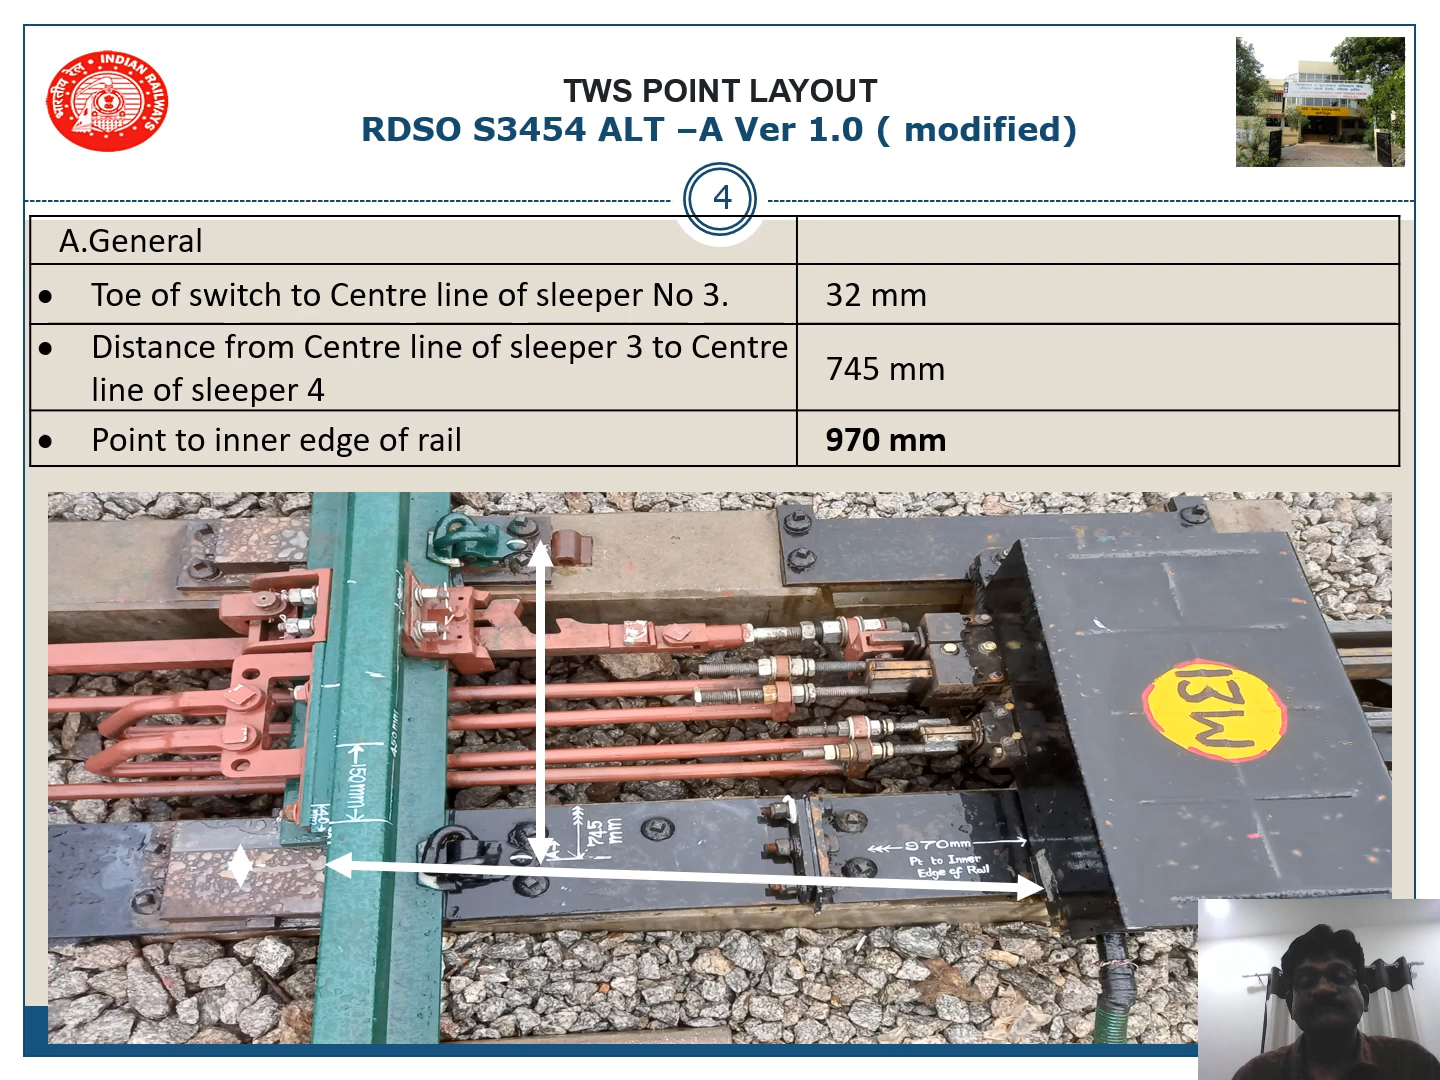 भारतीय रेल • INDIAN RAILWAYS
TWS POINT LAYOUT
RDSO S3454 ALT –A Ver 1.0 ( modified)
4
A.General
• Toe of switch to Centre line of sleeper No 3.
32 mm
• Distance from Centre line of sleeper 3 to Centre
line of sleeper 4
745 mm
• Point to inner edge of rail
970 mm
13W
150mm
745
mm
970mm
Pt to Inner
Edge of Rail